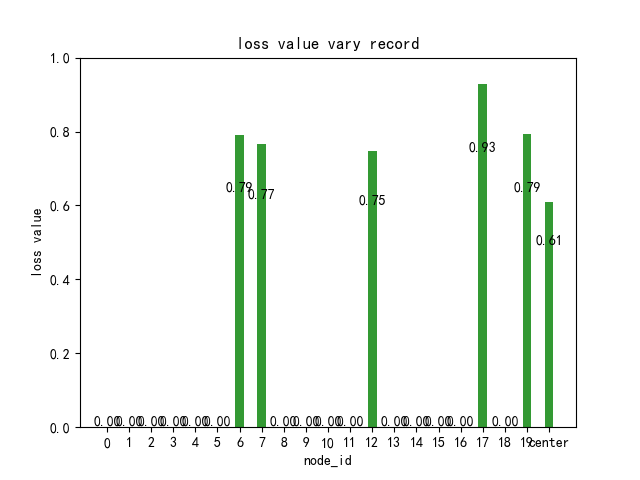 loss value vary record
1.0
0.8
0.6
0.4
0.2
0.0
loss value
0.93
0.79 0.77 0.75 0.79
0.61
0.00 0.00 0.00 0.00 0.00 0.00 0.00 0.00 0.00 0.00 0.00 0.00 0.00 0.00 0.00
0 1 2 3 4 5 6 7 8 9 10 11 12 13 14 15 16 17 18 19 center
node_id